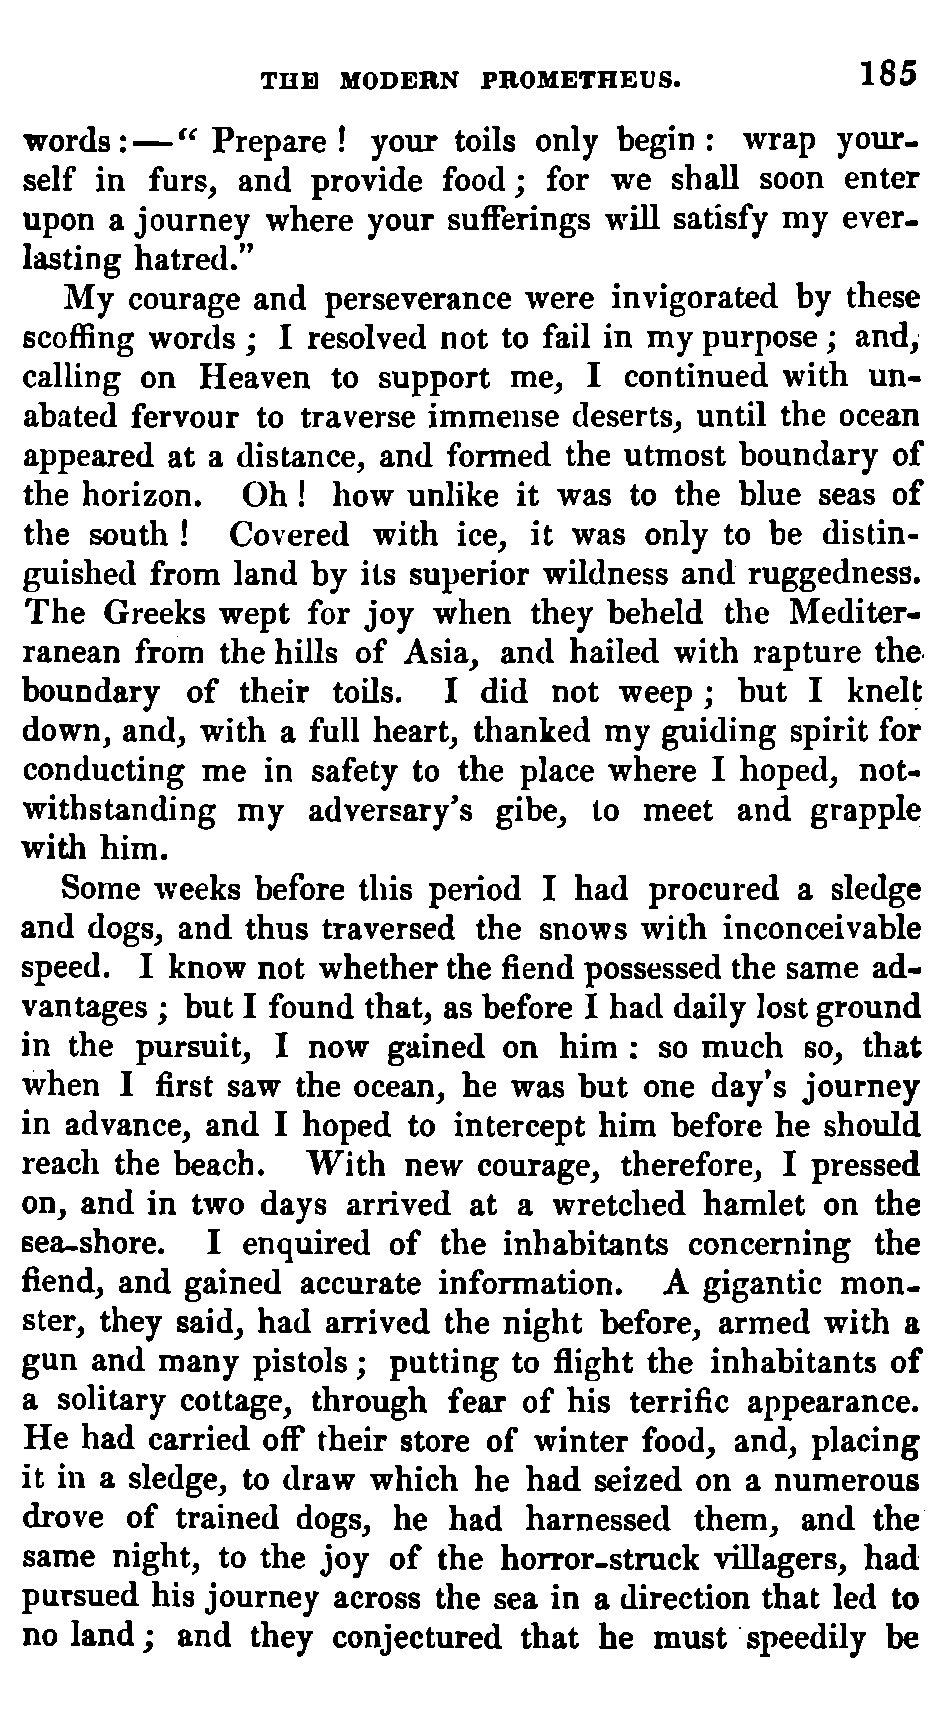 THE MODERN PROMETHEUS. 185
words:—“ Prepare ! your toils only begin : wrap your-
self in furs, and provide food ; for we shall soon enter
upon a journey where your sufferings will satisfy my ever-
lasting hatred.”
My courage and perseverance were invigorated by these
scoffing words ; I resolved not to fail in my purpose ; and,
calling on Heaven to support me, I continued with un-
abated fervour to traverse immense deserts, until the ocean
appeared at a distance, and formed the utmost boundary of
the horizon. Oh ! how unlike it was to the blue seas of
the south ! Covered with ice, it was only to be distin-
guished from land by its superior wildness and ruggedness.
The Greeks wept for joy when they beheld the Mediter-
ranean from the hills of Asia, and hailed with rapture the
boundary of their toils. I did not weep ; but I knelt
down, and, with a full heart, thanked my guiding spirit for
conducting me in safety to the place where I hoped, not-
withstanding my adversary’s gibe, to meet and grapple
with him.
Some weeks before this period I had procured a sledge
and dogs, and thus traversed the snows with inconceivable
speed. I know not whether the fiend possessed the same ad-
vantages ; but I found that, as before I had daily lost ground
in the pursuit, I now gained on him : so much so, that
when I first saw the ocean, he was but one day’s journey
in advance, and I hoped to intercept him before he should
reach the beach. With new courage, therefore, I pressed
on, and in two days arrived at a wretched hamlet on the
sea-shore. I enquired of the inhabitants concerning the
fiend, and gained accurate information. A gigantic mon-
ster, they said, had arrived the night before, armed with a
gun and many pistols ; putting to flight the inhabitants of
a solitary cottage, through fear of his terrific appearance.
He had carried off their store of winter food, and, placing
it in a sledge, to draw which he had seized on a numerous
drove of trained dogs, he had harnessed them, and the
same night, to the joy of the horror-struck villagers, had
pursued his journey across the sea in a direction that led to
no land ; and they conjectured that he must speedily be